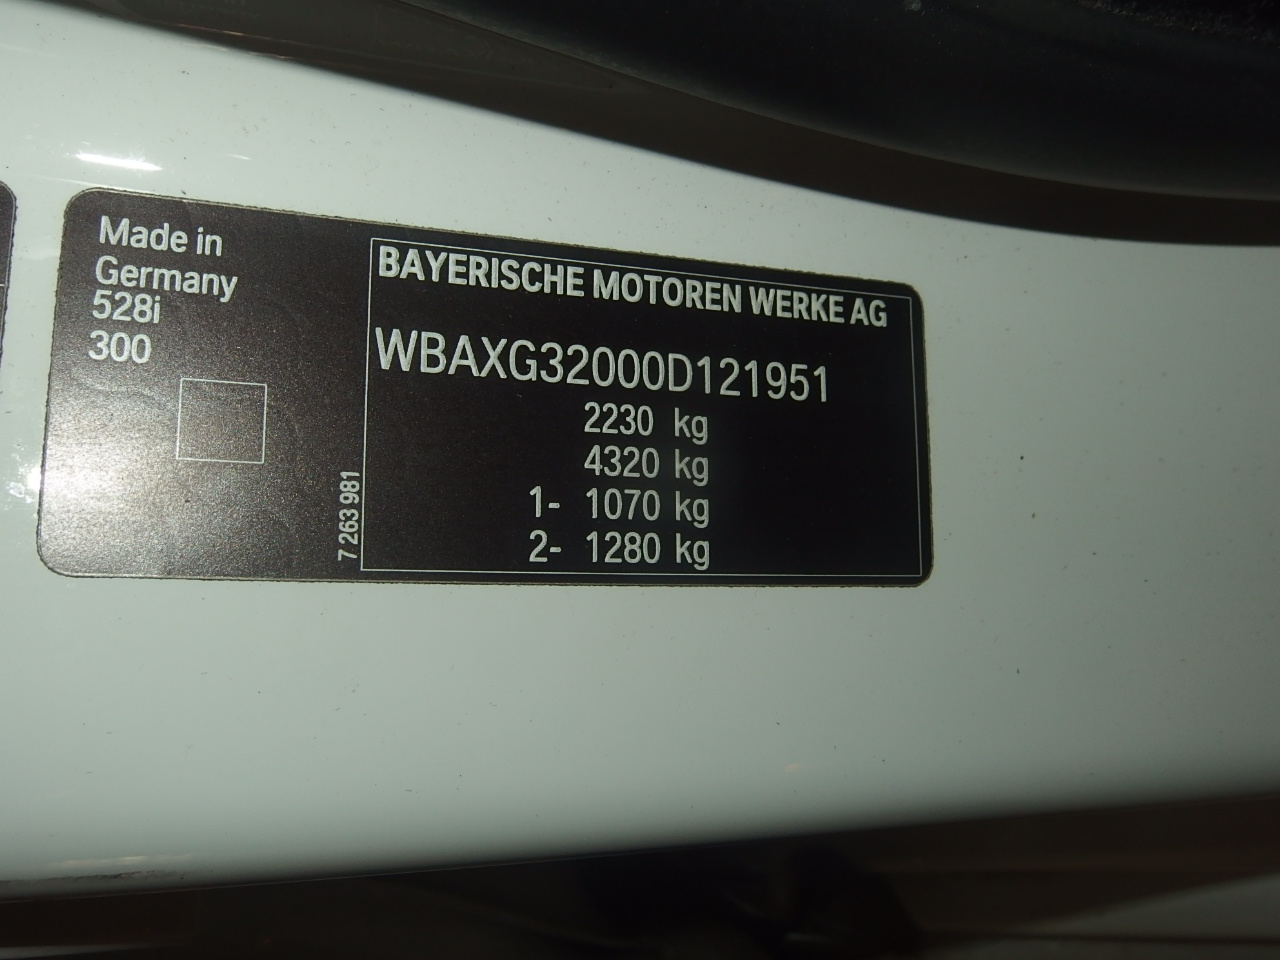 Made in
Germany
528i
300
7 263 981
BAYERISCHE MOTOREN WERKE AG
WBAXG32000D121951
2230 kg
4320 kg
1- 1070 kg
2- 1280 kg